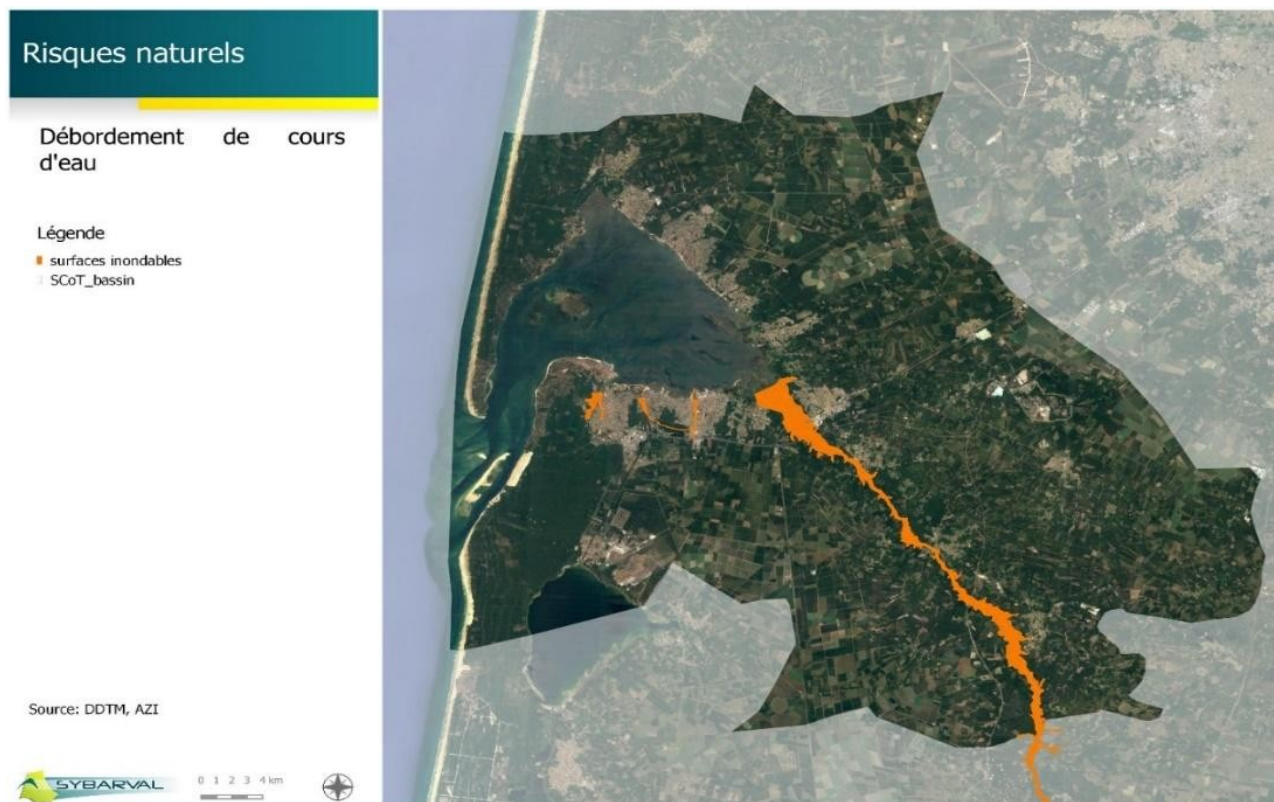 Risques naturels
Débordement de cours
d'eau
Légende
surfaces inondables
SCoT_bassin
Source: DDTM, AZI
SYBARVAL
0 1 2 3 4 km